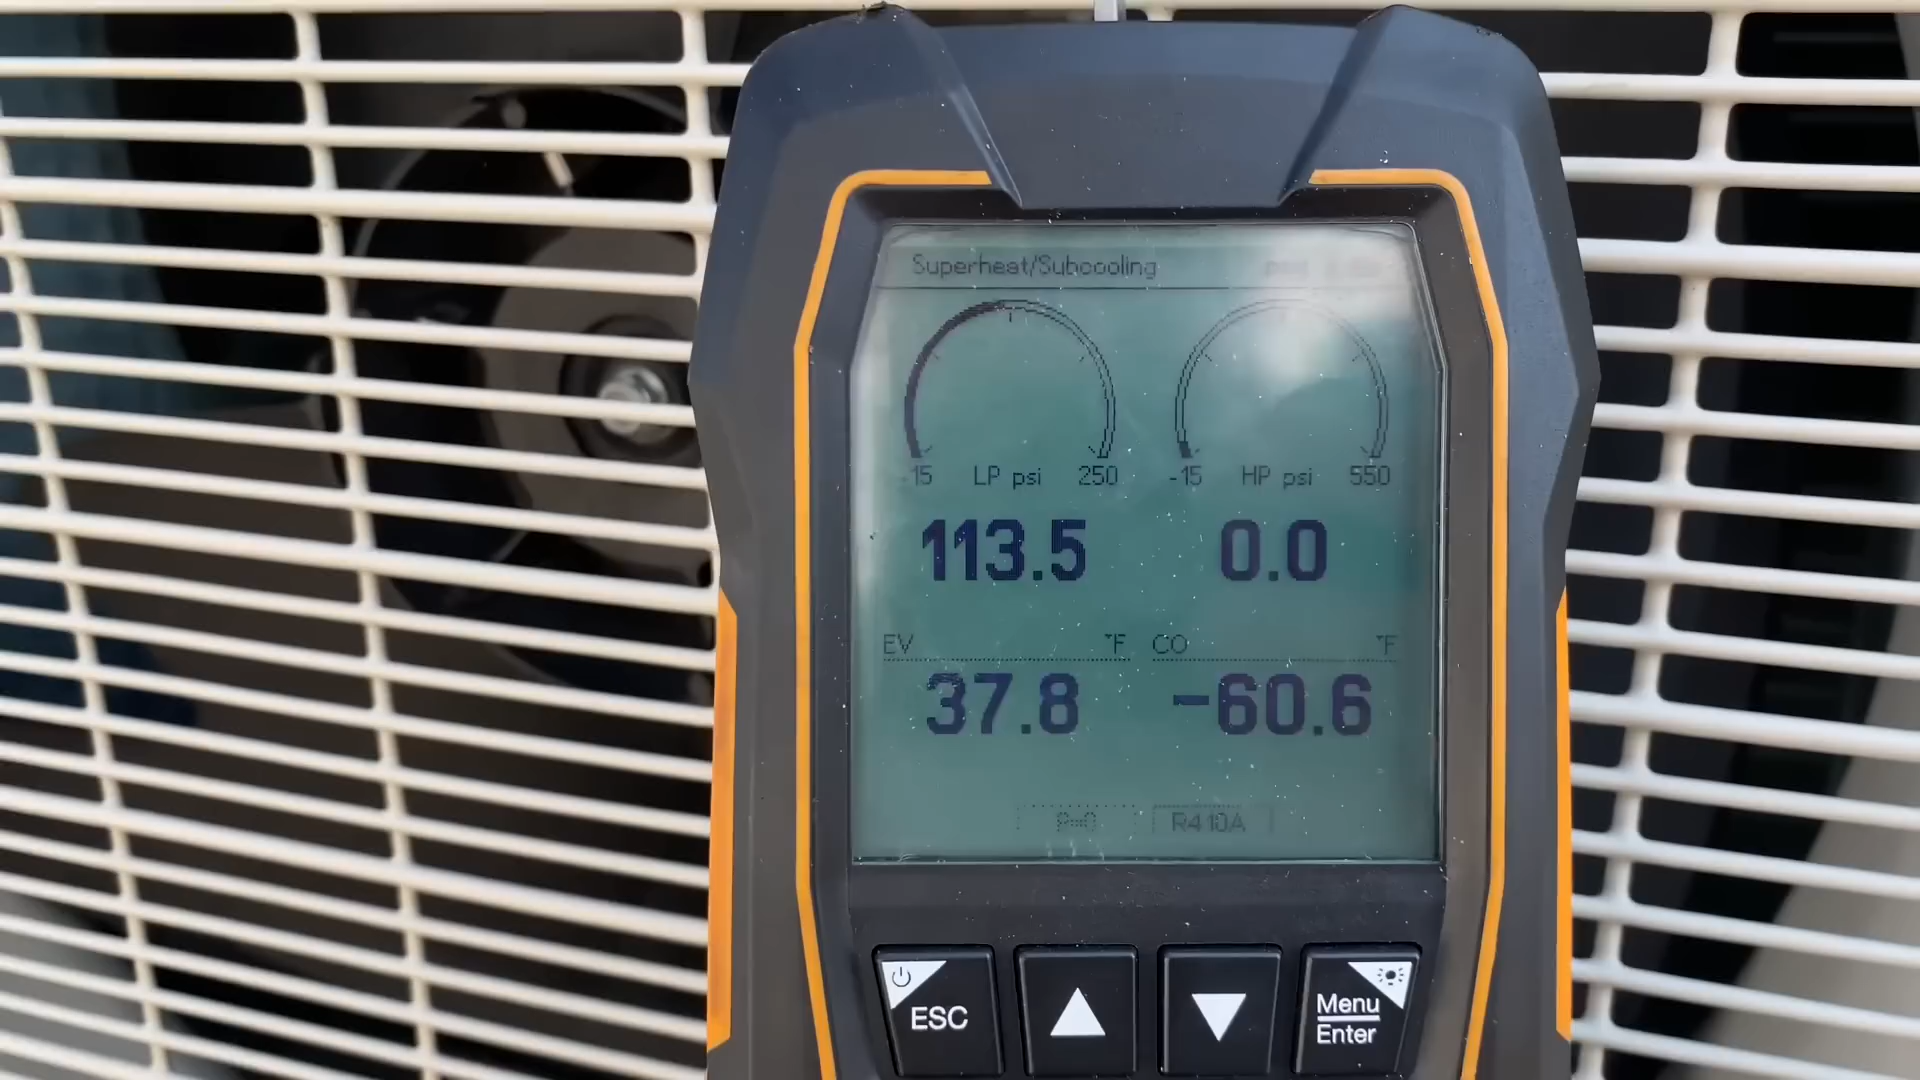 Superheat/Subcooling
-15 LP psi 250 -15 HP psi 550
113.5 0.0
EV °F CO °F
37.8 -60.6
P=0 R410A
ESC Menu
Enter